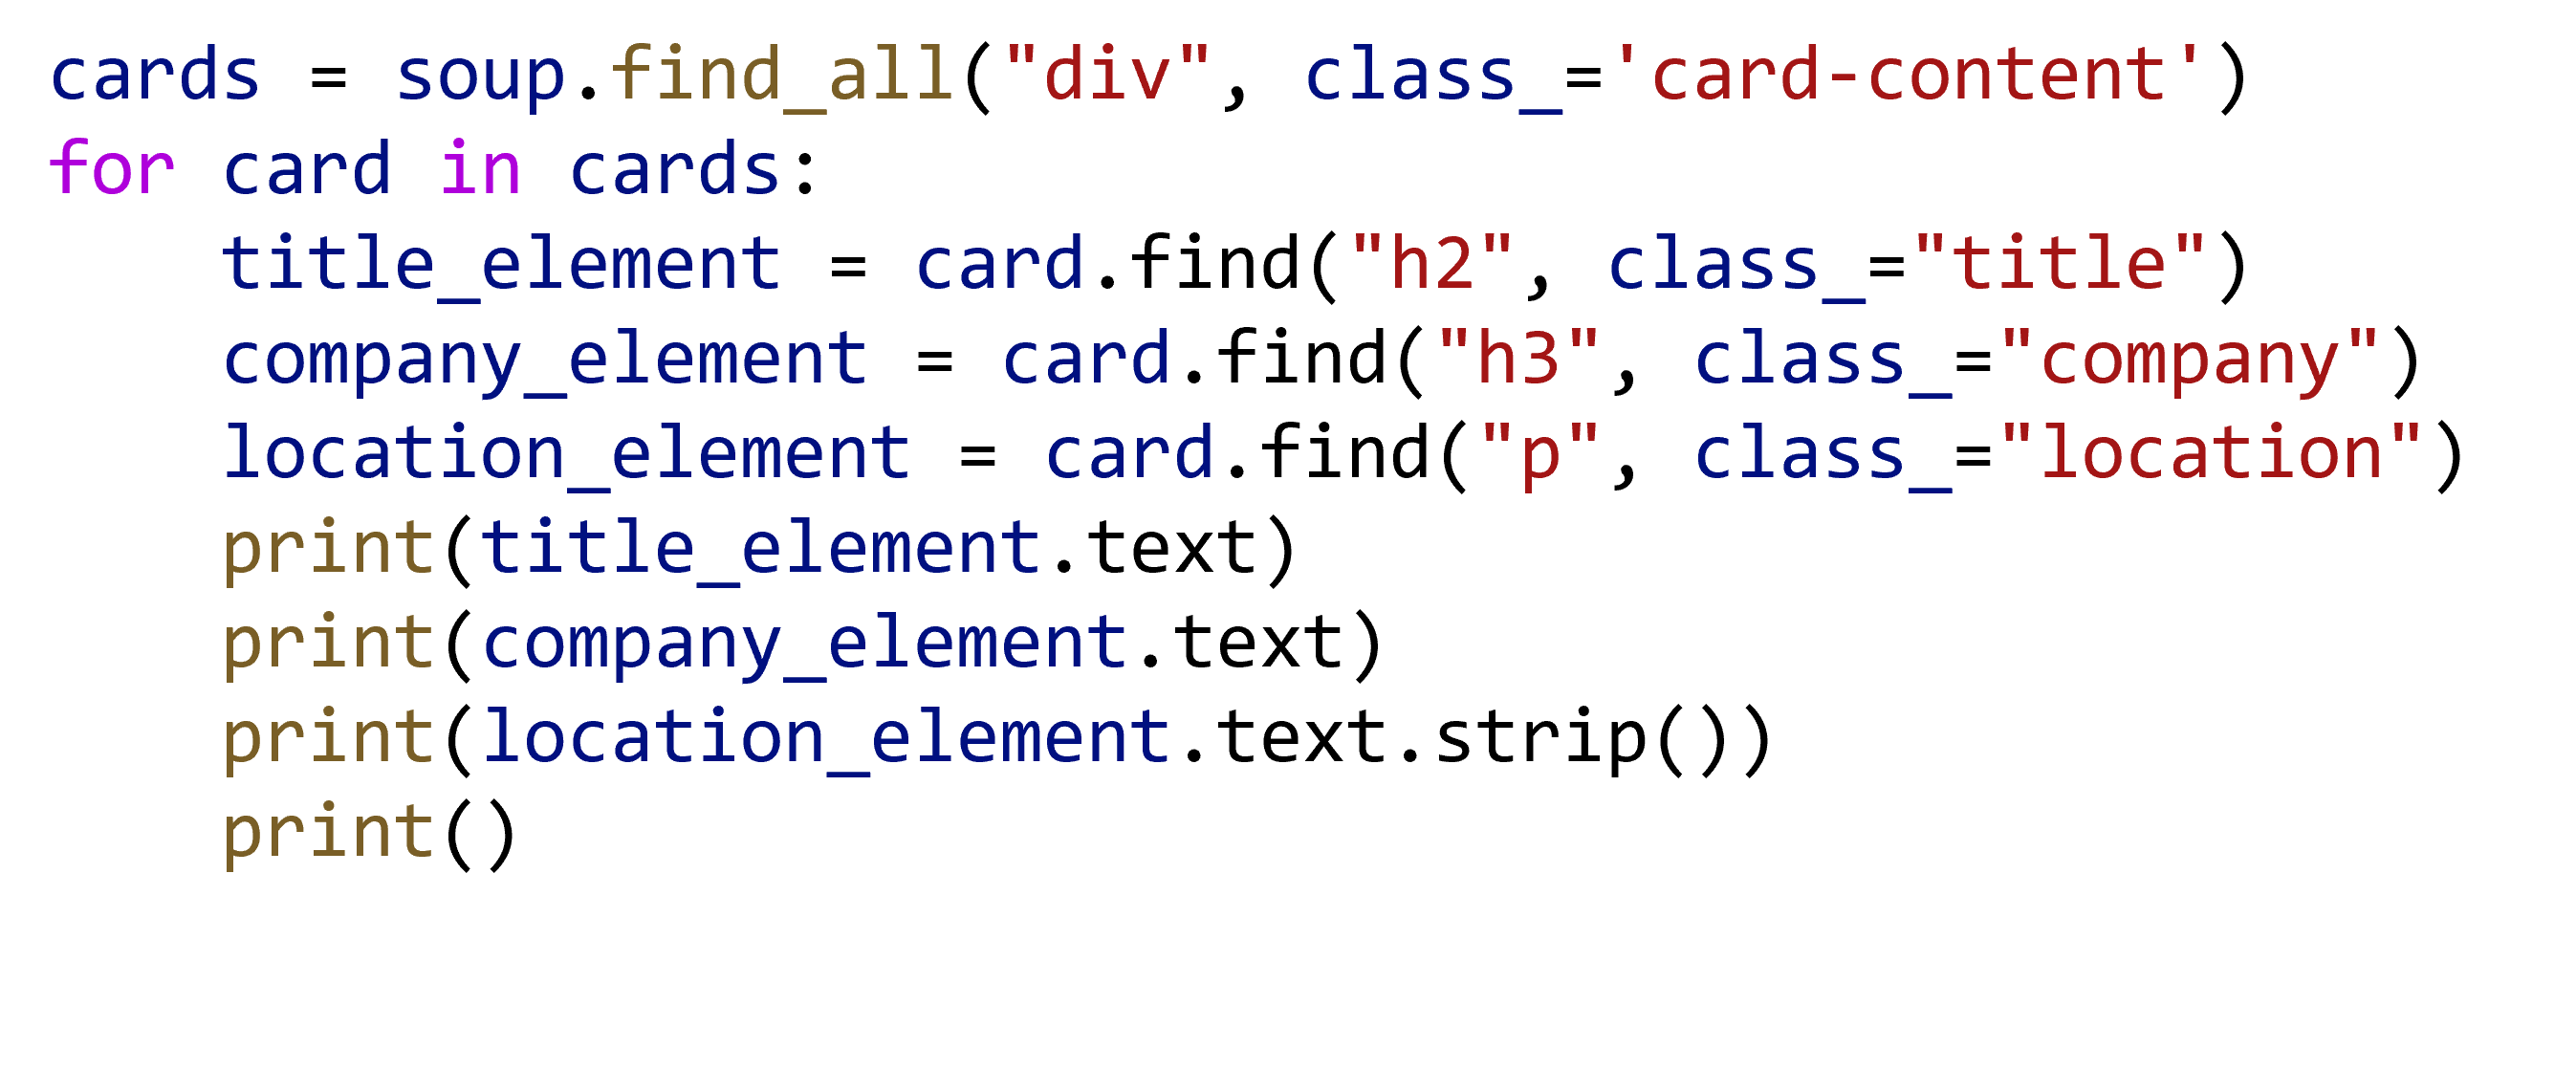 cards = soup.find_all("div", class_='card-content')
for card in cards:
    title_element = card.find("h2", class_="title")
    company_element = card.find("h3", class_="company")
    location_element = card.find("p", class_="location")
    print(title_element.text)
    print(company_element.text)
    print(location_element.text.strip())
    print()